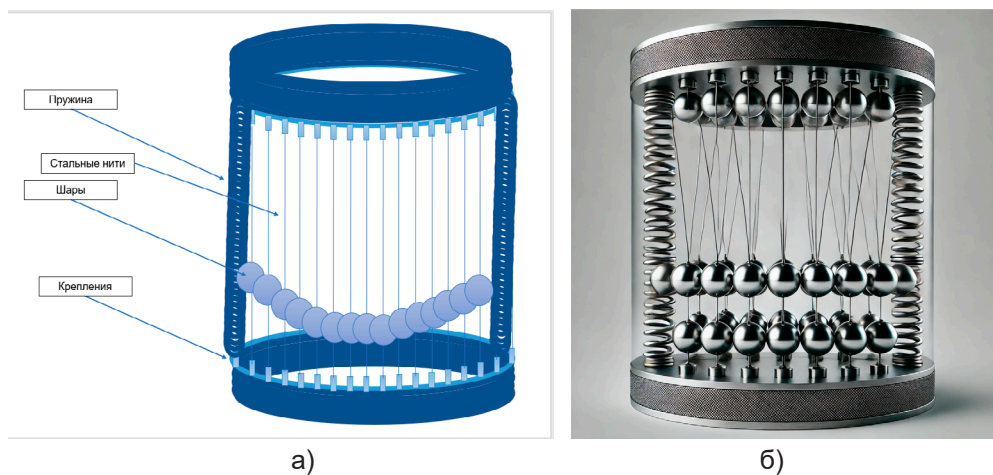 Пружина
Стальные нити
Шары
Крепления
а)
б)